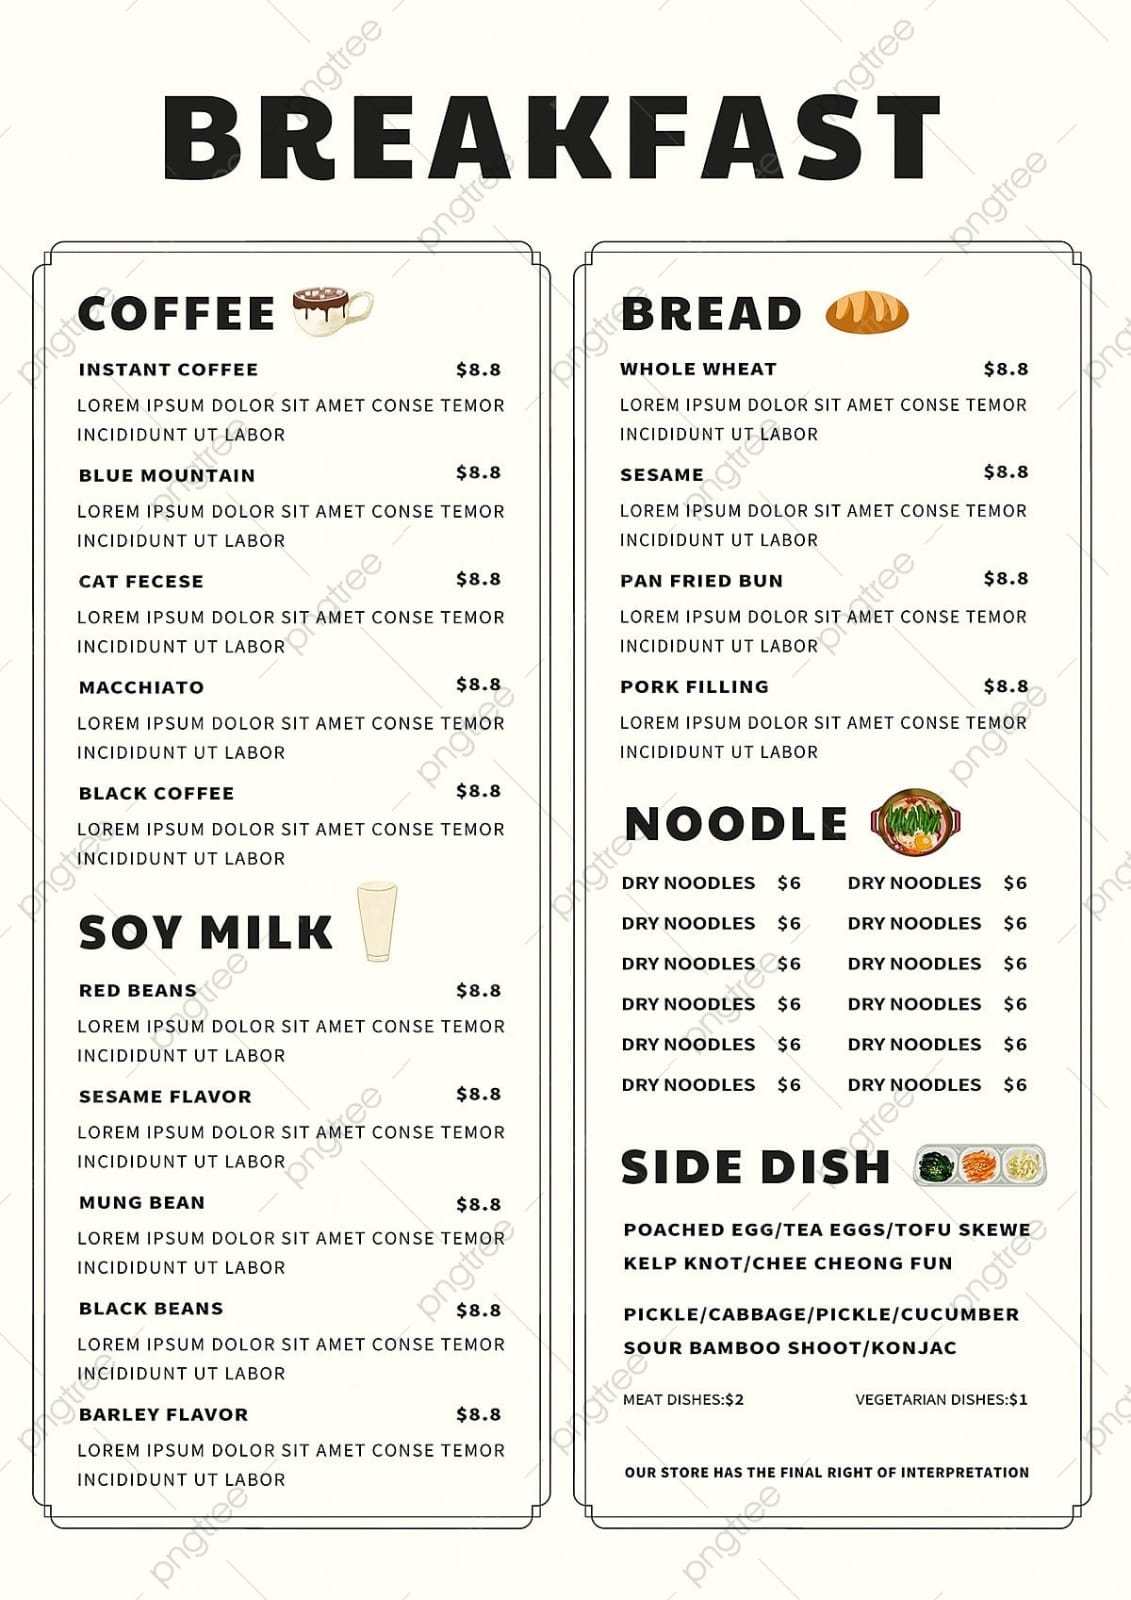 BREAKFAST
COFFEE
INSTANT COFFEE $8.8
LOREM IPSUM DOLOR SIT AMET CONSE TEMOR
INCIDIDUNT UT LABOR
BLUE MOUNTAIN $8.8
LOREM IPSUM DOLOR SIT AMET CONSE TEMOR
INCIDIDUNT UT LABOR
CAT FECESE $8.8
LOREM IPSUM DOLOR SIT AMET CONSE TEMOR
INCIDIDUNT UT LABOR
MACCHIATO $8.8
LOREM IPSUM DOLOR SIT AMET CONSE TEMOR
INCIDIDUNT UT LABOR
BLACK COFFEE $8.8
LOREM IPSUM DOLOR SIT AMET CONSE TEMOR
INCIDIDUNT UT LABOR
SOY MILK
RED BEANS $8.8
LOREM IPSUM DOLOR SIT AMET CONSE TEMOR
INCIDIDUNT UT LABOR
SESAME FLAVOR $8.8
LOREM IPSUM DOLOR SIT AMET CONSE TEMOR
INCIDIDUNT UT LABOR
MUNG BEAN $8.8
LOREM IPSUM DOLOR SIT AMET CONSE TEMOR
INCIDIDUNT UT LABOR
BLACK BEANS $8.8
LOREM IPSUM DOLOR SIT AMET CONSE TEMOR
INCIDIDUNT UT LABOR
BARLEY FLAVOR $8.8
LOREM IPSUM DOLOR SIT AMET CONSE TEMOR
INCIDIDUNT UT LABOR
BREAD
WHOLE WHEAT $8.8
LOREM IPSUM DOLOR SIT AMET CONSE TEMOR
INCIDIDUNT UT LABOR
SESAME $8.8
LOREM IPSUM DOLOR SIT AMET CONSE TEMOR
INCIDIDUNT UT LABOR
PAN FRIED BUN $8.8
LOREM IPSUM DOLOR SIT AMET CONSE TEMOR
INCIDIDUNT UT LABOR
PORK FILLING $8.8
LOREM IPSUM DOLOR SIT AMET CONSE TEMOR
INCIDIDUNT UT LABOR
NOODLE
DRY NOODLES $6 DRY NOODLES $6
DRY NOODLES $6 DRY NOODLES $6
DRY NOODLES $6 DRY NOODLES $6
DRY NOODLES $6 DRY NOODLES $6
DRY NOODLES $6 DRY NOODLES $6
DRY NOODLES $6 DRY NOODLES $6
SIDE DISH
POACHED EGG/TEA EGGS/TOFU SKEWE
KELP KNOT/CHEE CHEONG FUN
PICKLE/CABBAGE/PICKLE/CUCUMBER
SOUR BAMBOO SHOOT/KONJAC
MEAT DISHES:$2 VEGETARIAN DISHES:$1
OUR STORE HAS THE FINAL RIGHT OF INTERPRETATION
pngtree